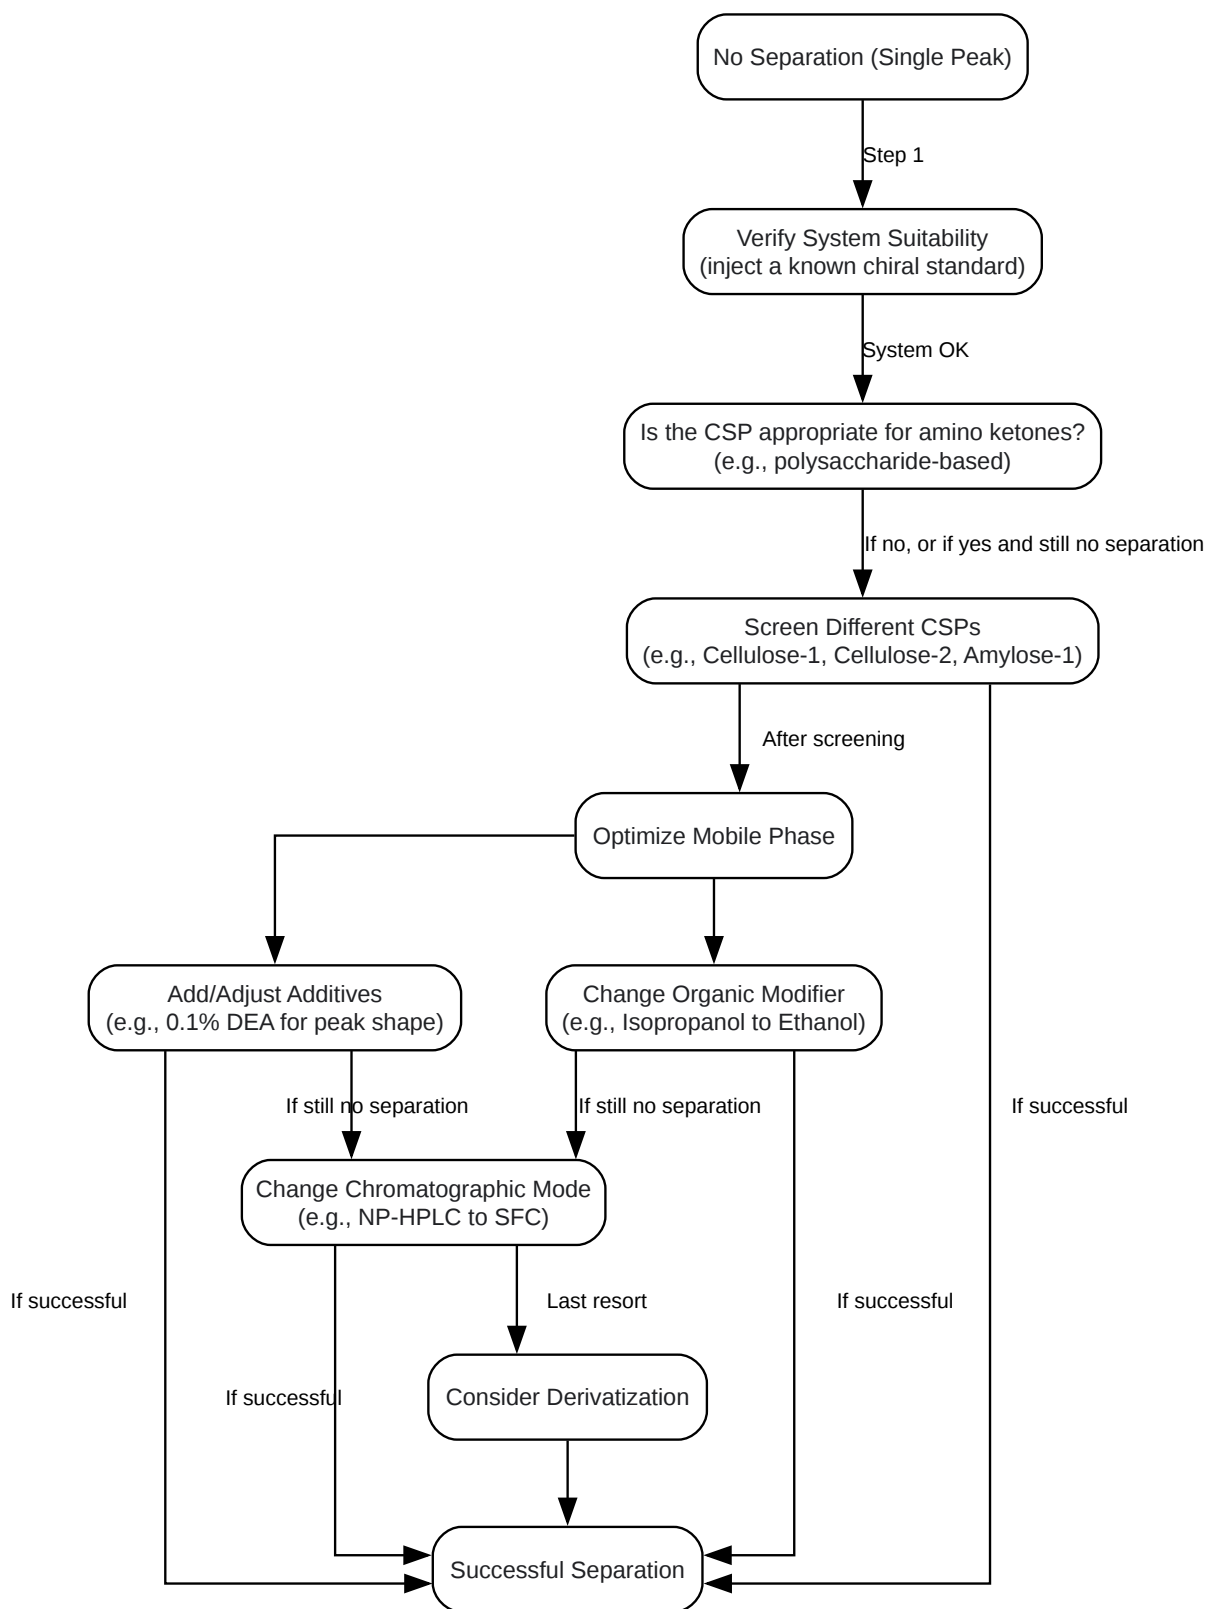 No Separation (Single Peak)
Step 1
Verify System Suitability
(inject a known chiral standard)
System OK
Is the CSP appropriate for amino ketones?
(e.g., polysaccharide-based)
If no, or if yes and still no separation
Screen Different CSPs
(e.g., Cellulose-1, Cellulose-2, Amylose-1)
After screening
Optimize Mobile Phase
Add/Adjust Additives
(e.g., 0.1% DEA for peak shape)
Change Organic Modifier
(e.g., Isopropanol to Ethanol)
If still no separation
If still no separation
If successful
Change Chromatographic Mode
(e.g., NP-HPLC to SFC)
If successful
Last resort
If successful
If successful
Consider Derivatization
Successful Separation